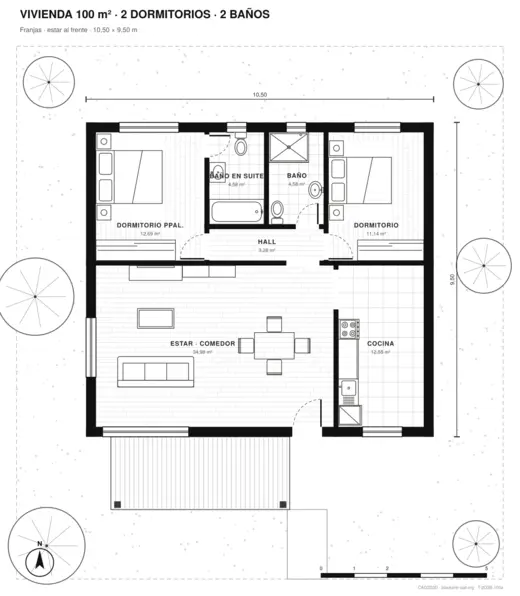 VIVIENDA 100 m² · 2 DORMITORIOS · 2 BAÑOS
Franjas · estar al frente · 10,50 × 9,50 m
10,50
BAÑO EN SUITE
4,58 m²
BAÑO
4,58 m²
DORMITORIO PPAL.
12,69 m²
DORMITORIO
11,14 m²
HALL
5,28 m²
9,50
ESTAR · COMEDOR
34,98 m²
COCINA
12,65 m²
N
0 1 2 5